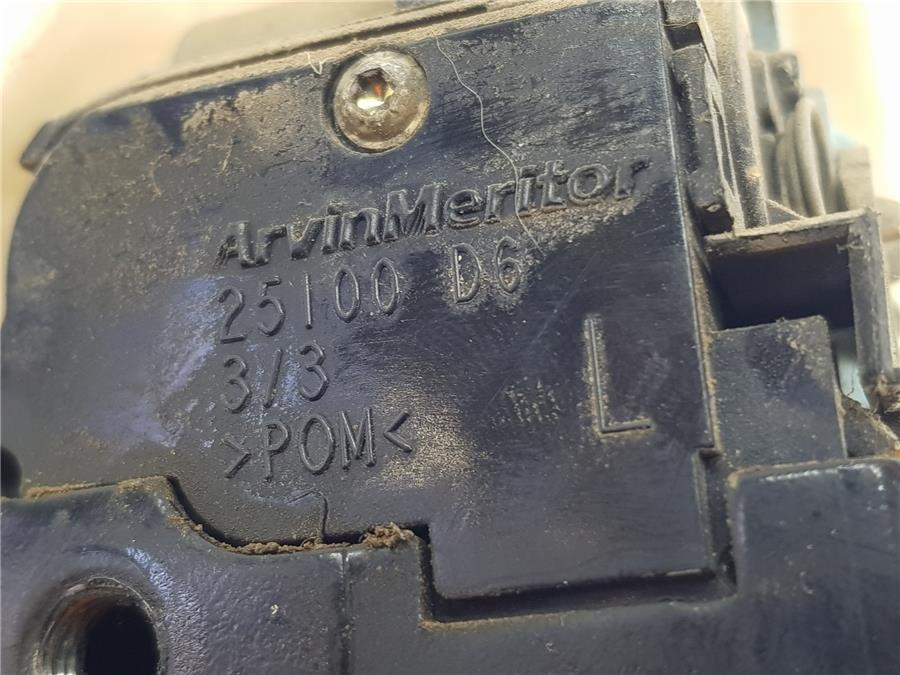 ArvinMeritor
25100 D6
3/3
>POM<
L